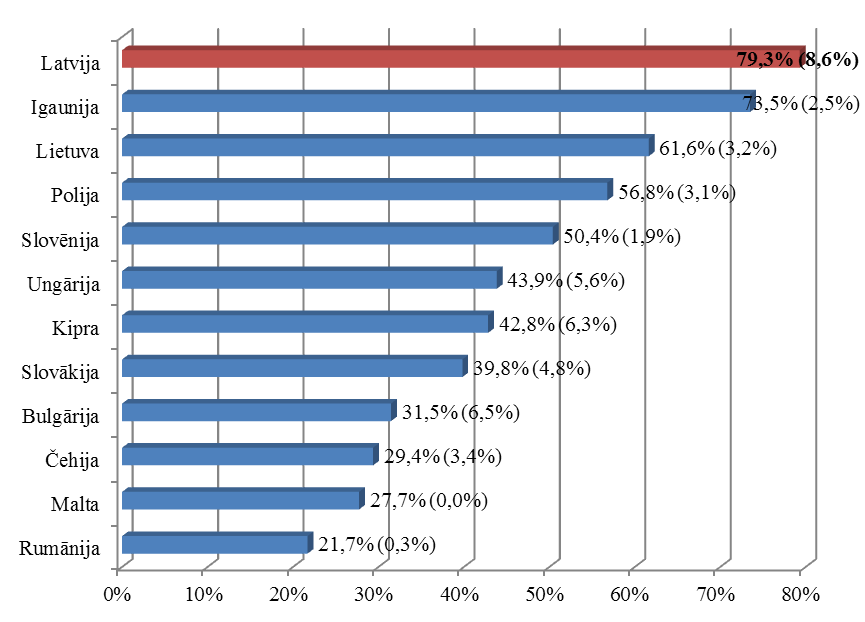 Latvija 79,3% (8,6%)
Igaunija 73,5% (2,5%)
Lietuva 61,6% (3,2%)
Polija 56,8% (3,1%)
Slovēnija 50,4% (1,9%)
Ungārija 43,9% (5,6%)
Kipra 42,8% (6,3%)
Slovākija 39,8% (4,8%)
Bulgārija 31,5% (6,5%)
Čehija 29,4% (3,4%)
Malta 27,7% (0,0%)
Rumānija 21,7% (0,3%)
0% 10% 20% 30% 40% 50% 60% 70% 80%